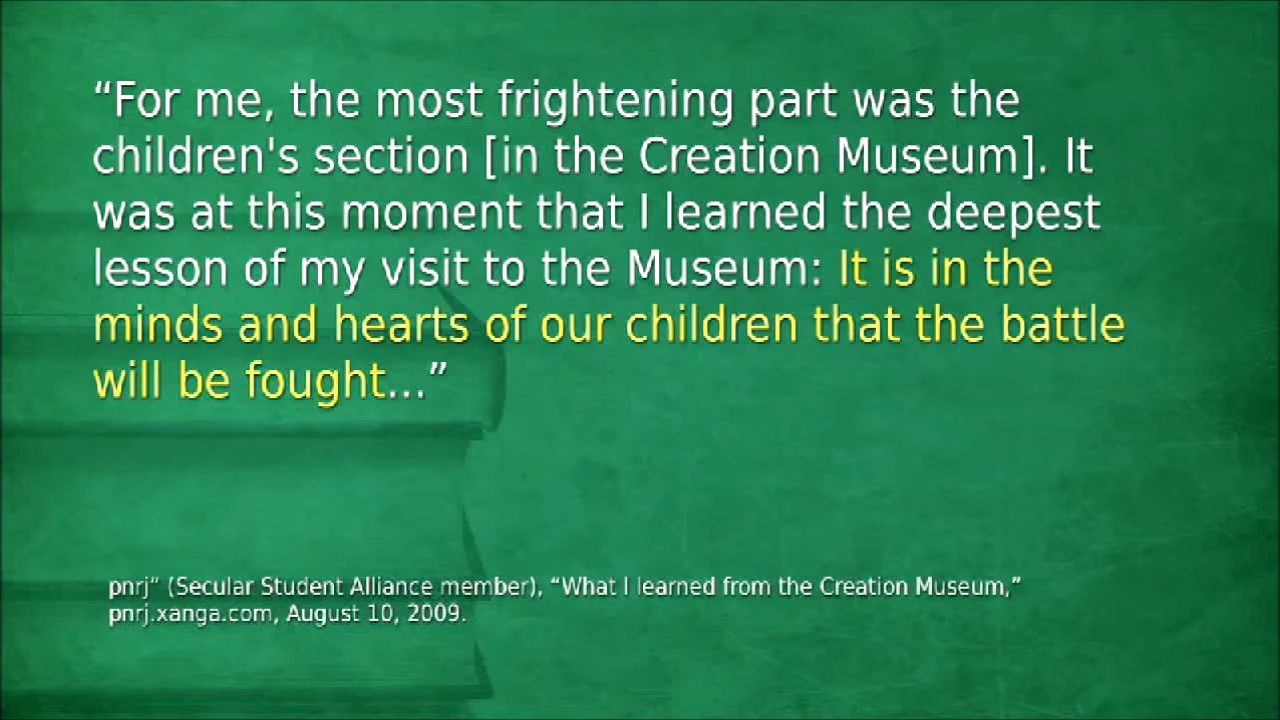 “For me, the most frightening part was the
children's section [in the Creation Museum]. It
was at this moment that I learned the deepest
lesson of my visit to the Museum: It is in the
minds and hearts of our children that the battle
will be fought...”
pnrj“ (Secular Student Alliance member), “What I learned from the Creation Museum,”
pnrj.xanga.com, August 10, 2009.